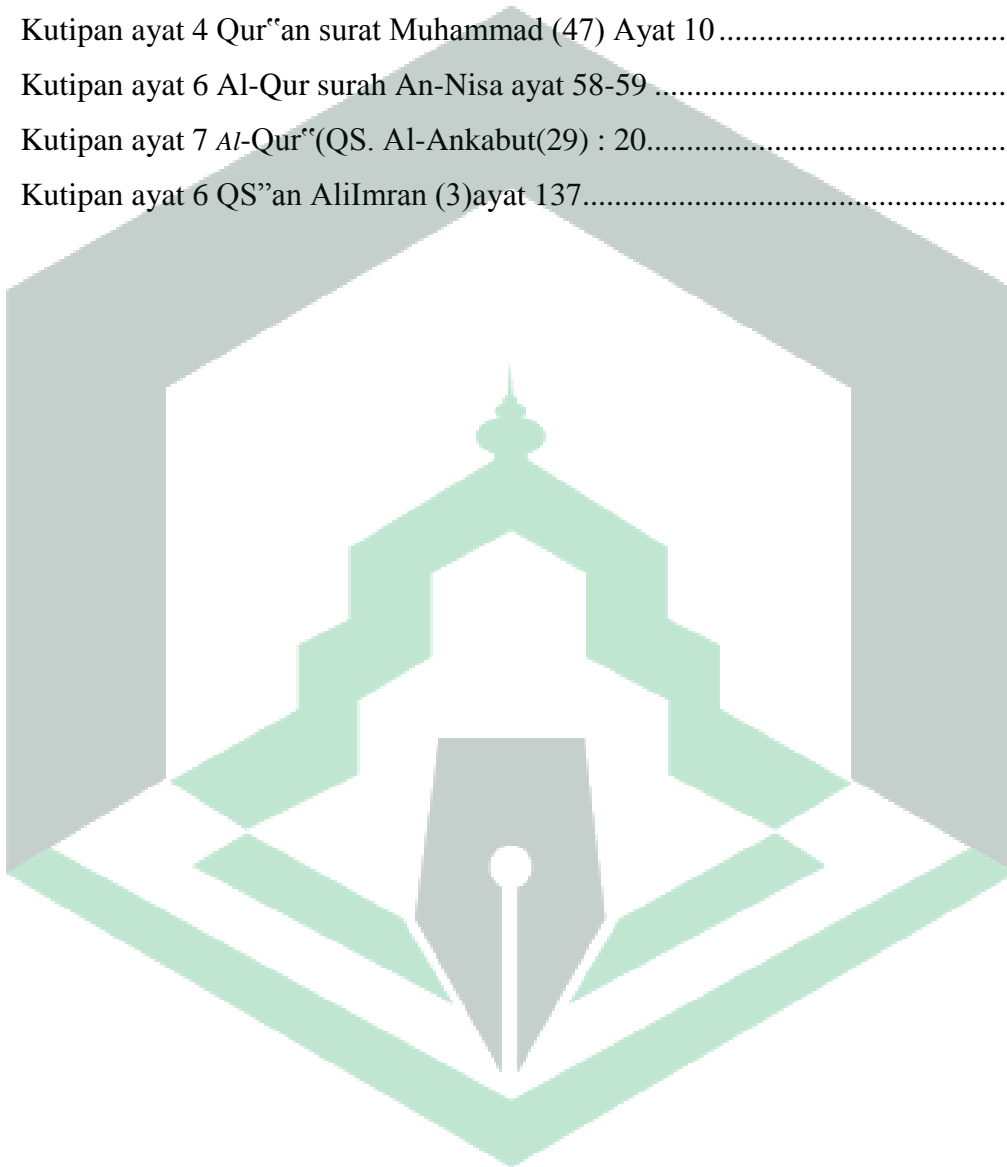 Kutipan ayat 4 Qur‟an surat Muhammad (47) Ayat 10....................................
Kutipan ayat 6 Al-Qur surah An-Nisa ayat 58-59 ............................................
Kutipan ayat 7 Al-Qur‟(QS. Al-Ankabut(29) : 20.............................................
Kutipan ayat 6 QS”an AliImran (3)ayat 137.....................................................